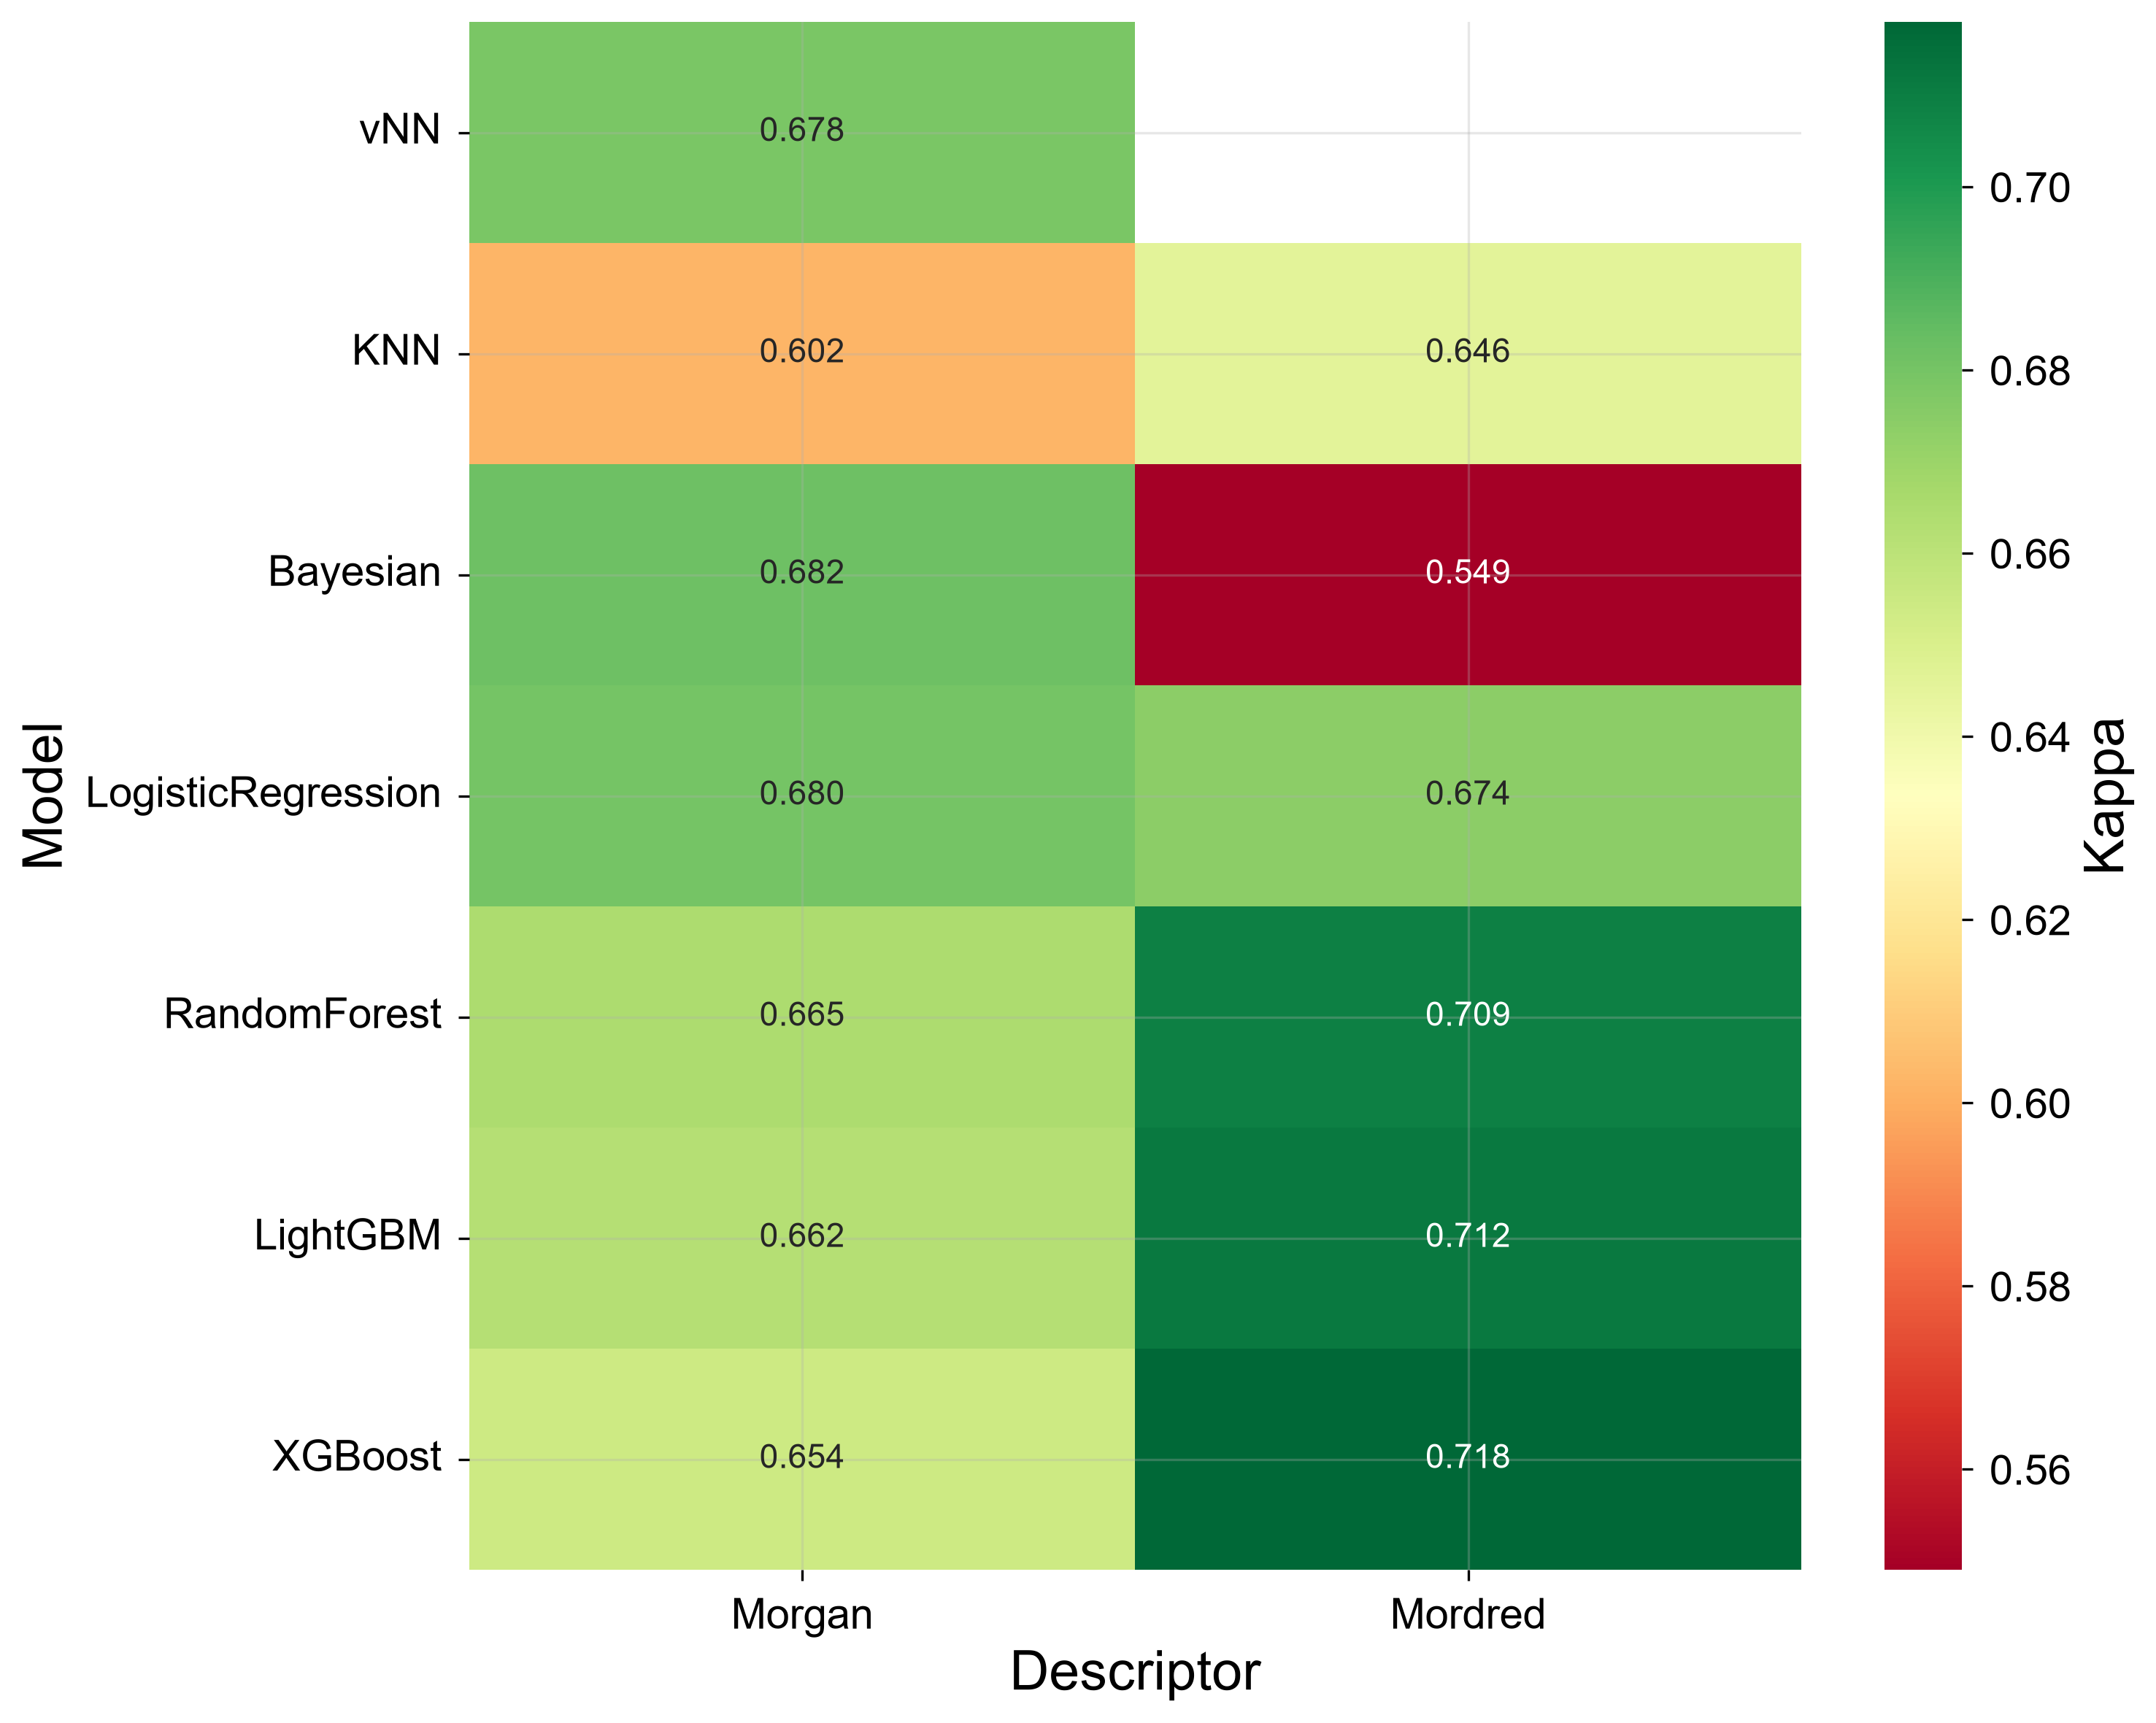 Model
vNN
0.678
KNN
0.602
0.646
Bayesian
0.682
0.549
LogisticRegression
0.680
0.674
RandomForest
0.665
0.709
LightGBM
0.662
0.712
XGBoost
0.654
0.718
Morgan
Mordred
Descriptor
0.70
0.68
0.66
0.64
0.62
0.60
0.58
0.56
Kappa